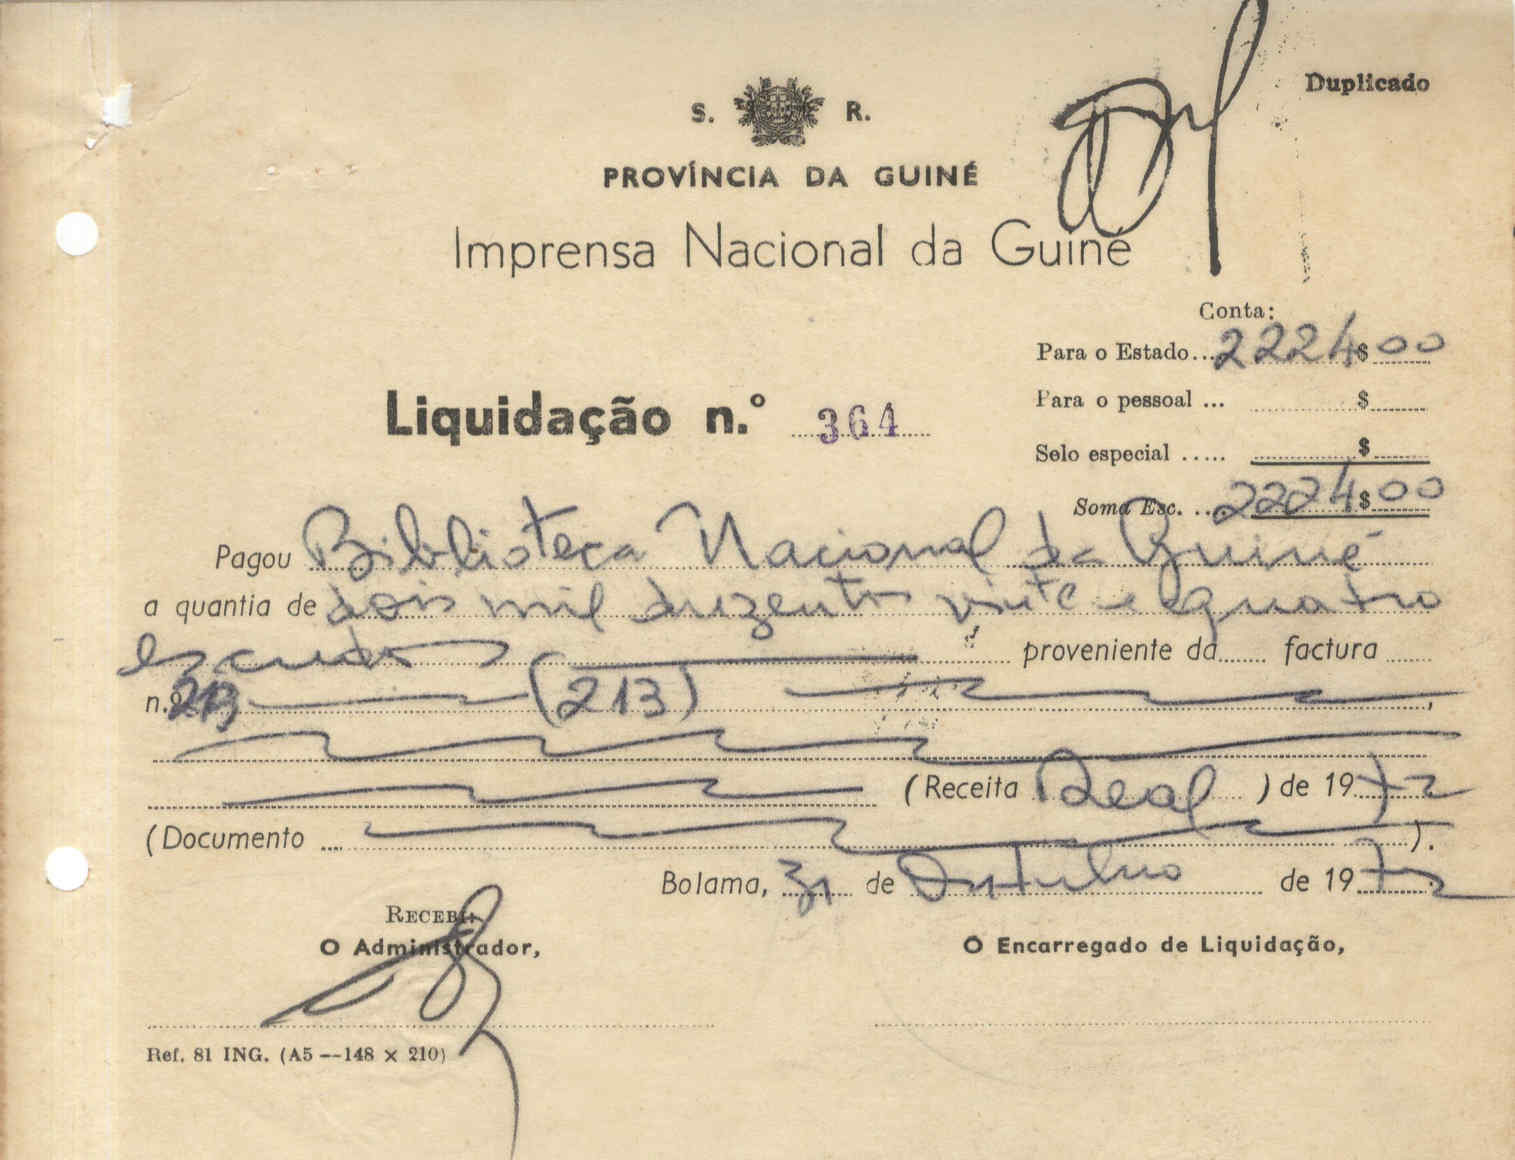 Duplicado
S. R.
PROVÍNCIA DA GUINÉ
Imprensa Nacional da Guiné
Conta:
Para o Estado... 2224$00
Para o pessoal ... $
Liquidação n.º 364
Selo especial ..... $
Soma Esc. ... 2224$00
Pagou Biblioteca Nacional da Guiné
a quantia de dois mil duzentos vinte e quatro
escudos proveniente da factura
n.º 213 (213) ,
(Receita Real ) de 1972
(Documento ... ).
Bolama, 31 de Outubro de 1972
RECEBI:
O Administrador,
O Encarregado de Liquidação,
Ref. 81 ING. (A5 -- 148 × 210)